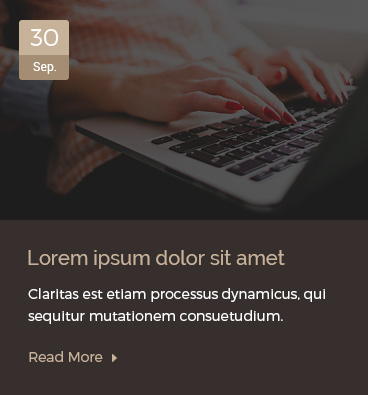 30
Sep.
Lorem ipsum dolor sit amet
Claritas est etiam processus dynamicus, qui
sequitur mutationem consuetudium.
Read More